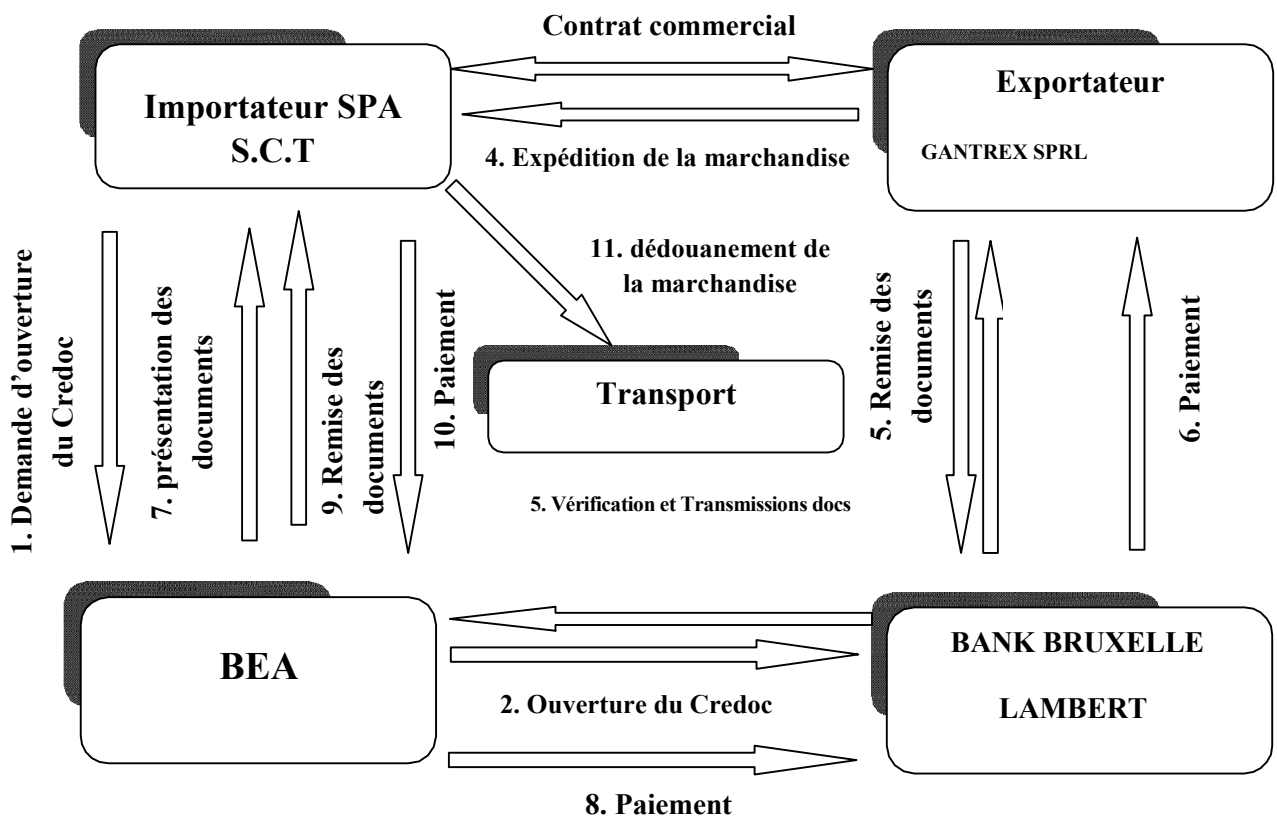 Contrat commercial
Importateur SPA
S.C.T
Exportateur
GANTREX SPRL
4. Expédition de la marchandise
11. dédouanement de
la marchandise
1. Demande d’ouverture
du Credoc
7. présentation des
documents
9. Remise des
documents
10. Paiement
Transport
5. Remise des
documents
6. Paiement
5. Vérification et Transmissions docs
BEA
BANK BRUXELLE
LAMBERT
2. Ouverture du Credoc
8. Paiement